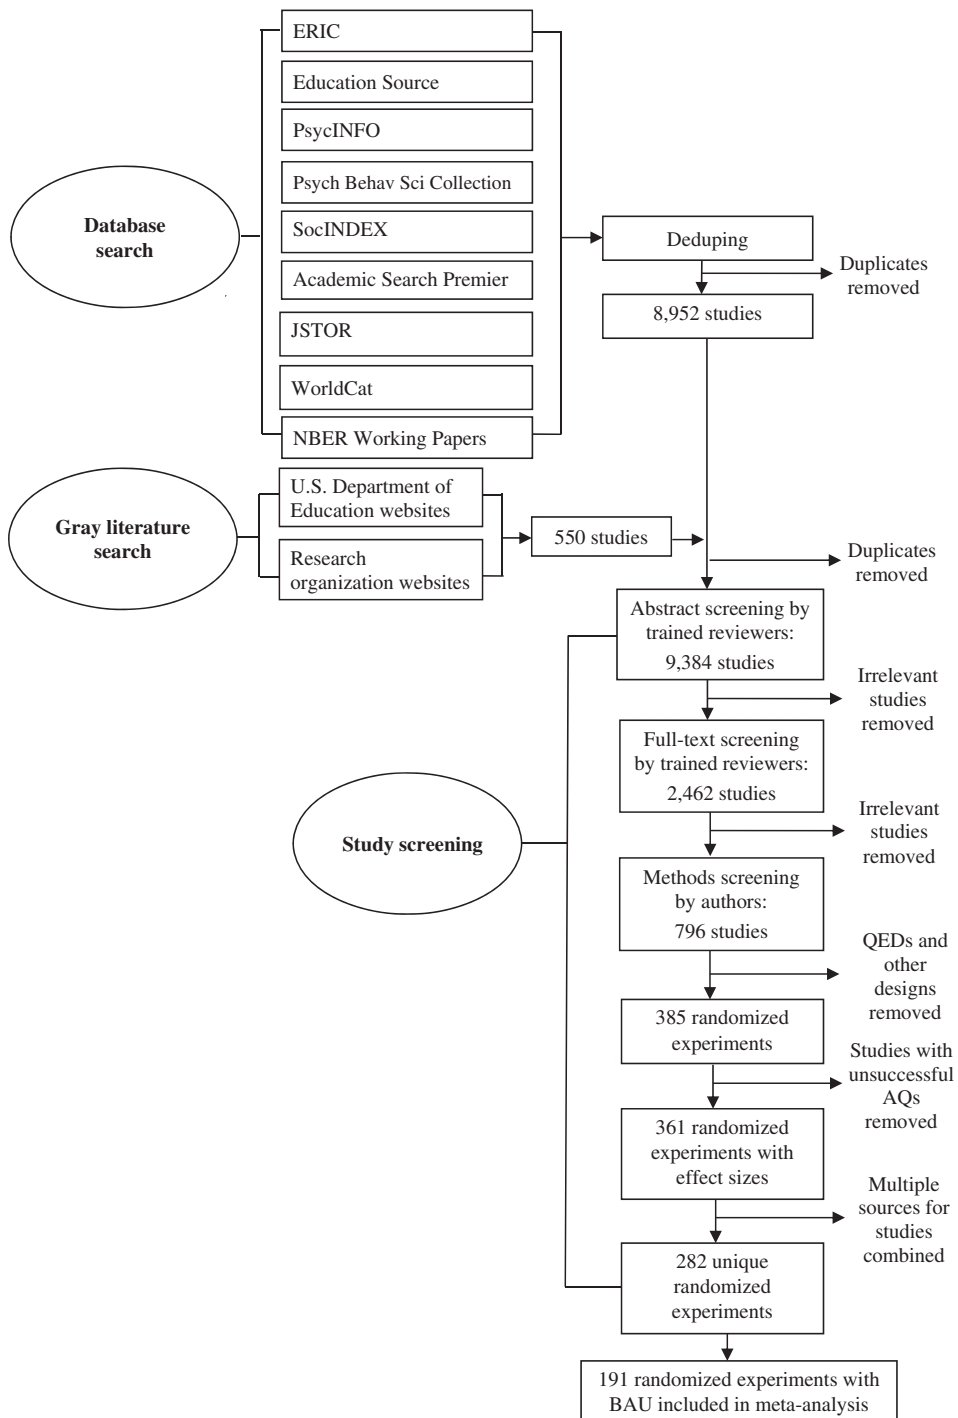 ERIC
Education Source
PsycINFO
Psych Behav Sci Collection
SocINDEX
Academic Search Premier
JSTOR
WorldCat
NBER Working Papers
Database
search
Deduping
Duplicates
removed
8,952 studies
U.S. Department of
Education websites
Gray literature
search
Research
organization websites
550 studies
Duplicates
removed
Abstract screening by
trained reviewers:
9,384 studies
Irrelevant
studies
removed
Full-text screening
by trained reviewers:
2,462 studies
Irrelevant
studies
removed
Study screening
Methods screening
by authors:
796 studies
QEDs and
other
designs
removed
385 randomized
experiments
Studies with
unsuccessful
AQs
removed
361 randomized
experiments with
effect sizes
Multiple
sources for
studies
combined
282 unique
randomized
experiments
191 randomized experiments with
BAU included in meta-analysis